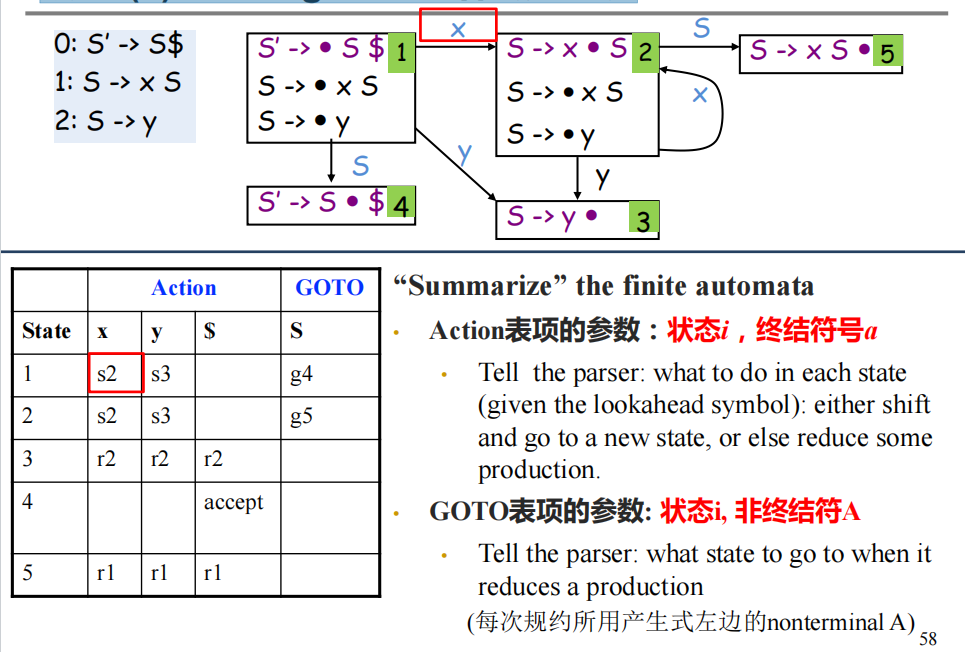 0: S' -> S$
1: S -> x S
2: S -> y
S' -> • S $ 1
S -> • x S
S -> • y
x
S -> x • S 2
S -> • x S
S -> • y
S
S -> x S • 5
x
S
y
y
S' -> S • $ 4
S -> y • 3
Action GOTO
State x y $ S
1 s2 s3 g4
2 s2 s3 g5
3 r2 r2 r2
4 accept
5 r1 r1 r1
“Summarize” the finite automata
• Action表项的参数：状态i，终结符号a
• Tell the parser: what to do in each state
(given the lookahead symbol): either shift
and go to a new state, or else reduce some
production.
• GOTO表项的参数: 状态i, 非终结符A
• Tell the parser: what state to go to when it
reduces a production
(每次规约所用产生式左边的nonterminal A)
58